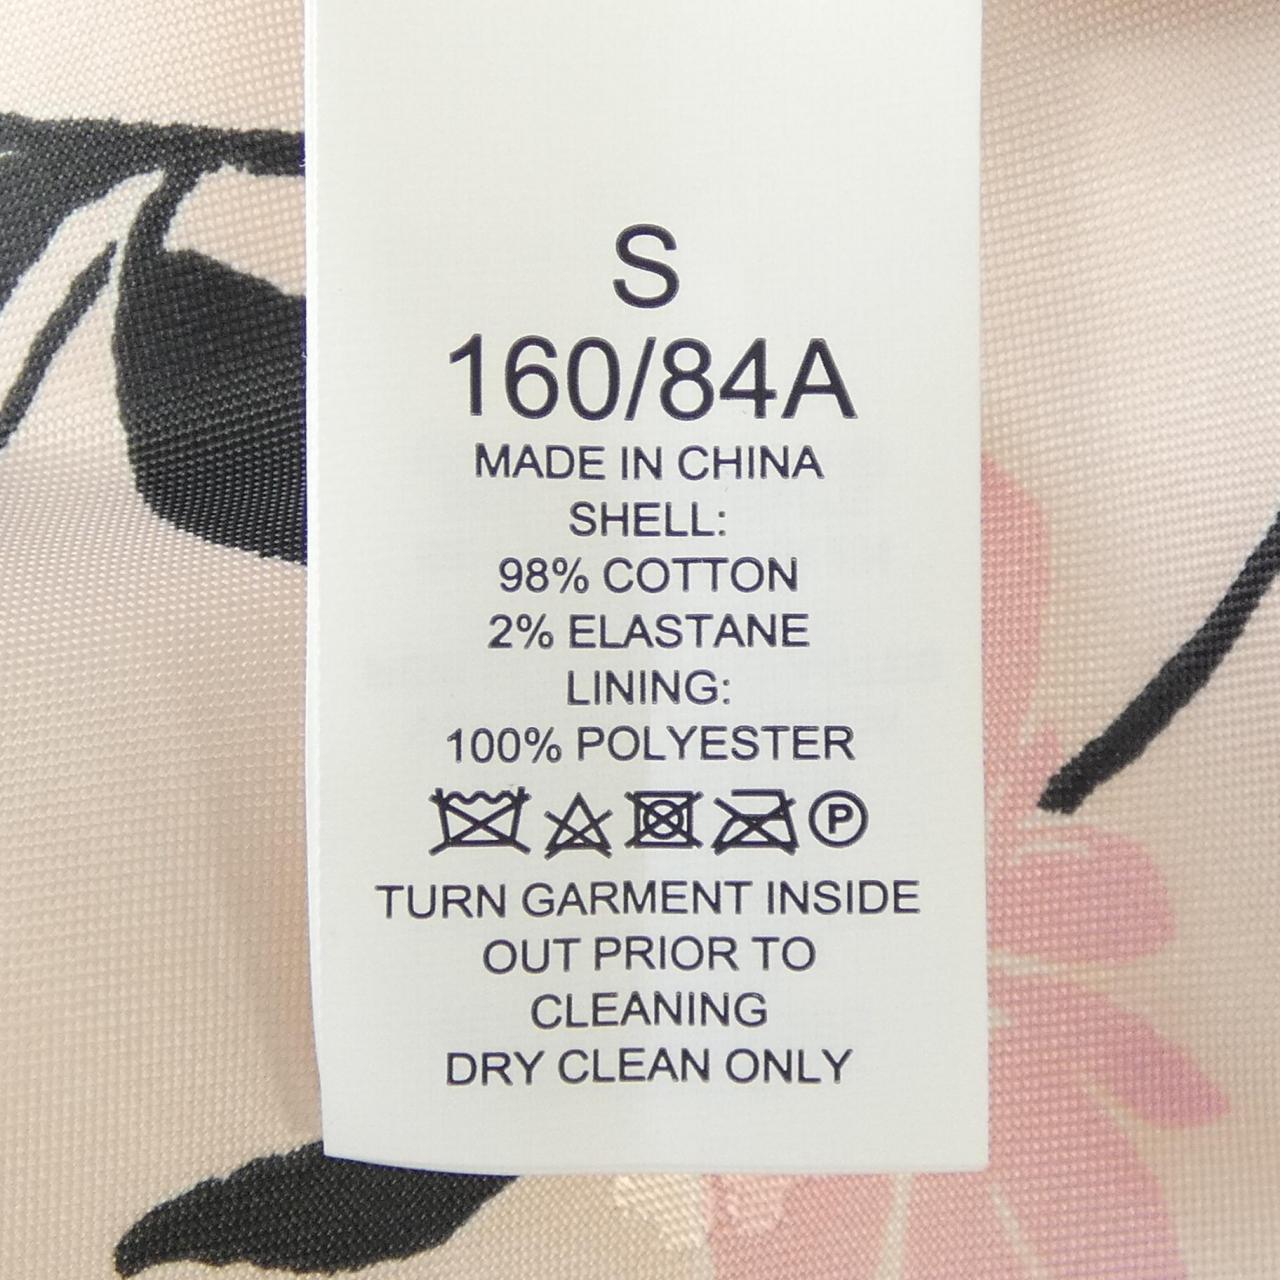 S
160/84A
MADE IN CHINA
SHELL:
98% COTTON
2% ELASTANE
LINING:
100% POLYESTER
P
TURN GARMENT INSIDE
OUT PRIOR TO
CLEANING
DRY CLEAN ONLY